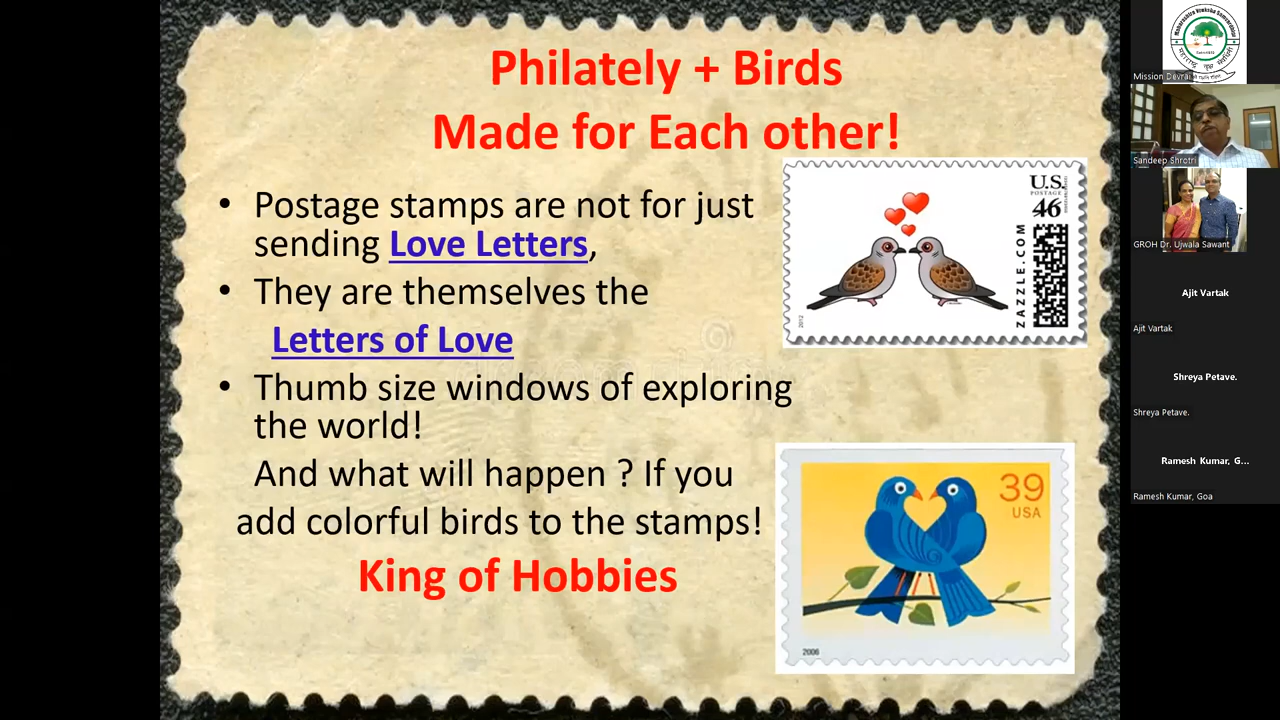 Philately + Birds
Made for Each other!
• Postage stamps are not for just
sending Love Letters,
• They are themselves the
Letters of Love
• Thumb size windows of exploring
the world!
And what will happen ? If you
add colorful birds to the stamps!
King of Hobbies
U.S.
POSTAGE
46
ZAZZLE.COM
2012
39
USA
2006
Mission Devrai
Sandeep Shrotri
GROH Dr. Ujwala Sawant
Ajit Vartak
Ajit Vartak
Shreya Petave.
Shreya Petave.
Ramesh Kumar, G...
Ramesh Kumar, Goa